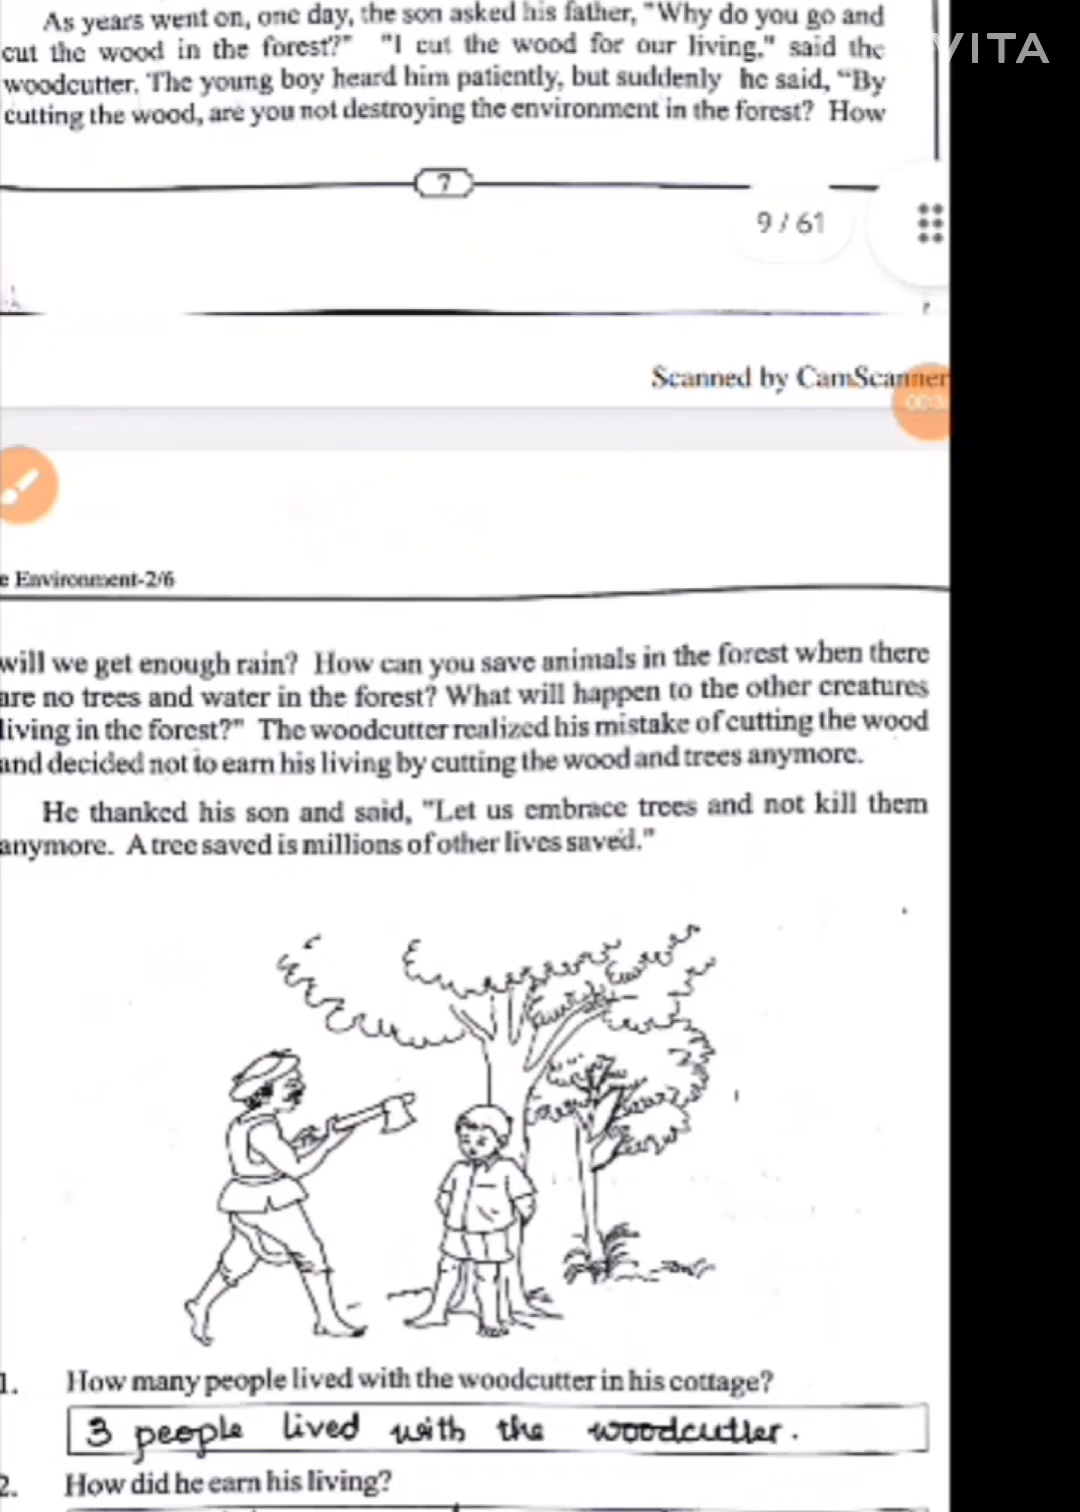 As years went on, one day, the son asked his father, "Why do you go and
VITA
cut the wood in the forest?" "I cut the wood for our living," said the
woodcutter. The young boy heard him patiently, but suddenly he said, "By
cutting the wood, are you not destroying the environment in the forest? How
7
9 / 61
Scanned by CamScanner
e Environment-2/6
will we get enough rain? How can you save animals in the forest when there
are no trees and water in the forest? What will happen to the other creatures
living in the forest?" The woodcutter realized his mistake of cutting the wood
and decided not to earn his living by cutting the wood and trees anymore.
He thanked his son and said, "Let us embrace trees and not kill them
anymore. A tree saved is millions of other lives saved."
1. How many people lived with the woodcutter in his cottage?
3 people lived with the woodcutter.
2. How did he earn his living?